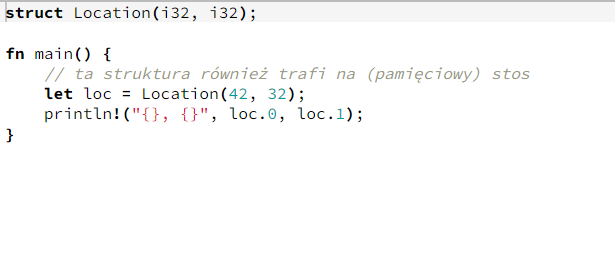 struct Location(i32, i32);
fn main() {
    // ta struktura również trafi na (pamięciowy) stos
    let loc = Location(42, 32);
    println!("{}, {}", loc.0, loc.1);
}